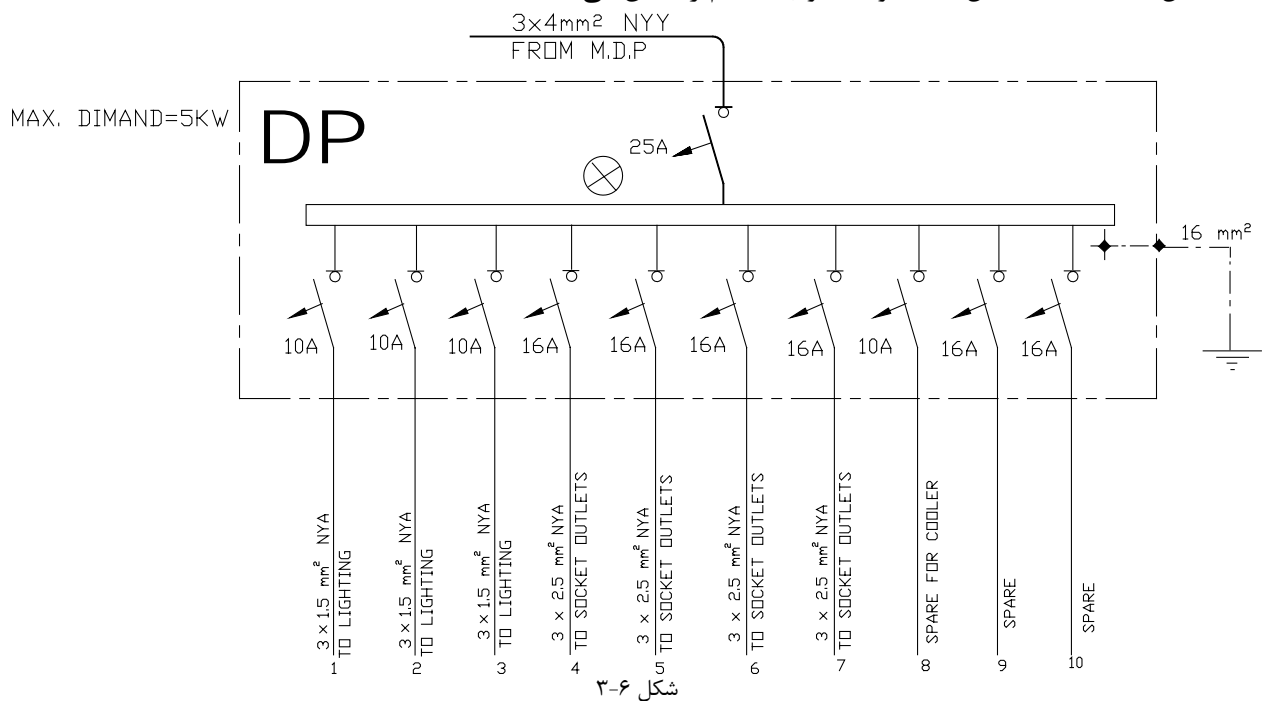 3x4mm² NYY
FROM M.D.P
MAX. DIMAND=5KW
DP
25A
16 mm²
10A
10A
10A
16A
16A
16A
16A
10A
16A
16A
3 x 1.5 mm² NYA
TO LIGHTING
3 x 1.5 mm² NYA
TO LIGHTING
3 x 1.5 mm² NYA
TO LIGHTING
3 x 2.5 mm² NYA
TO SOCKET OUTLETS
3 x 2.5 mm² NYA
TO SOCKET OUTLETS
3 x 2.5 mm² NYA
TO SOCKET OUTLETS
3 x 2.5 mm² NYA
TO SOCKET OUTLETS
SPARE FOR COOLER
SPARE
SPARE
1 2 3 4 5 6 7 8 9 10
شکل ۶-۳